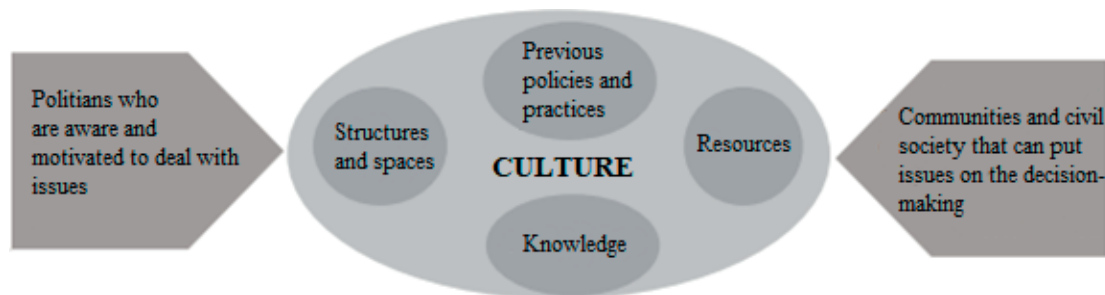 Politians who
are aware and
motivated to deal with
issues
Structures
and spaces
Previous
policies and
practices
CULTURE
Knowledge
Resources
Communities and civil
society that can put
issues on the decision-
making